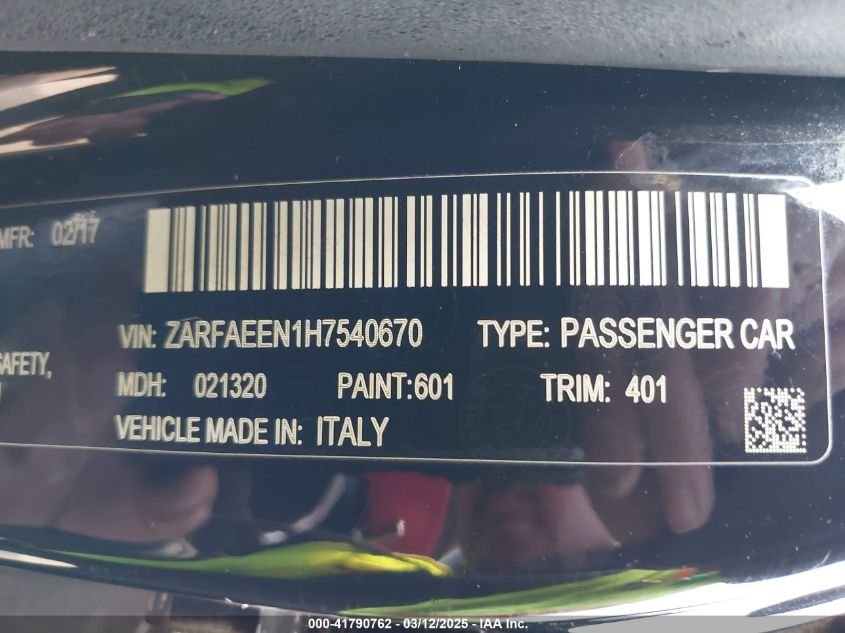 MFR: 02/17
VIN: ZARFAEEN1H7540670 TYPE: PASSENGER CAR
SAFETY,
MDH: 021320 PAINT:601 TRIM: 401
VEHICLE MADE IN: ITALY
000-41790762 - 03/12/2025 - IAA Inc.